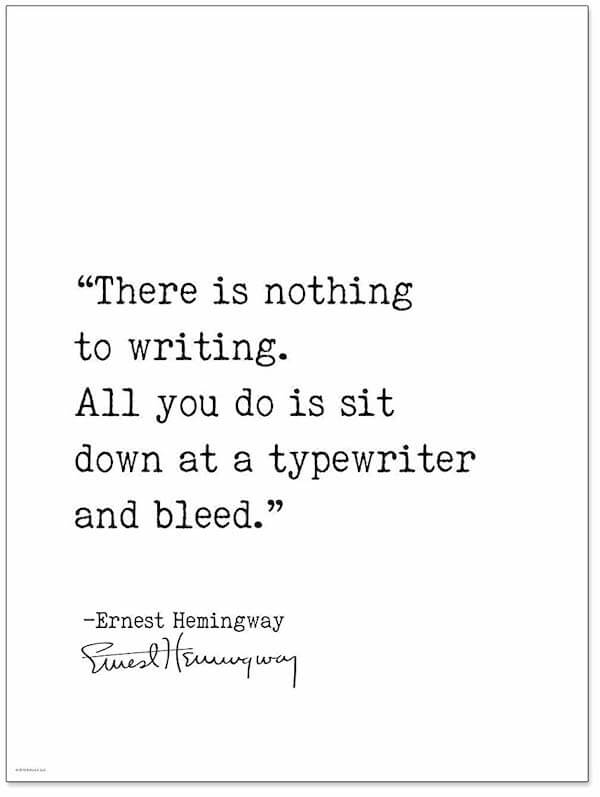 “There is nothing
to writing.
All you do is sit
down at a typewriter
and bleed.”
–Ernest Hemingway
Ernest Hemingway